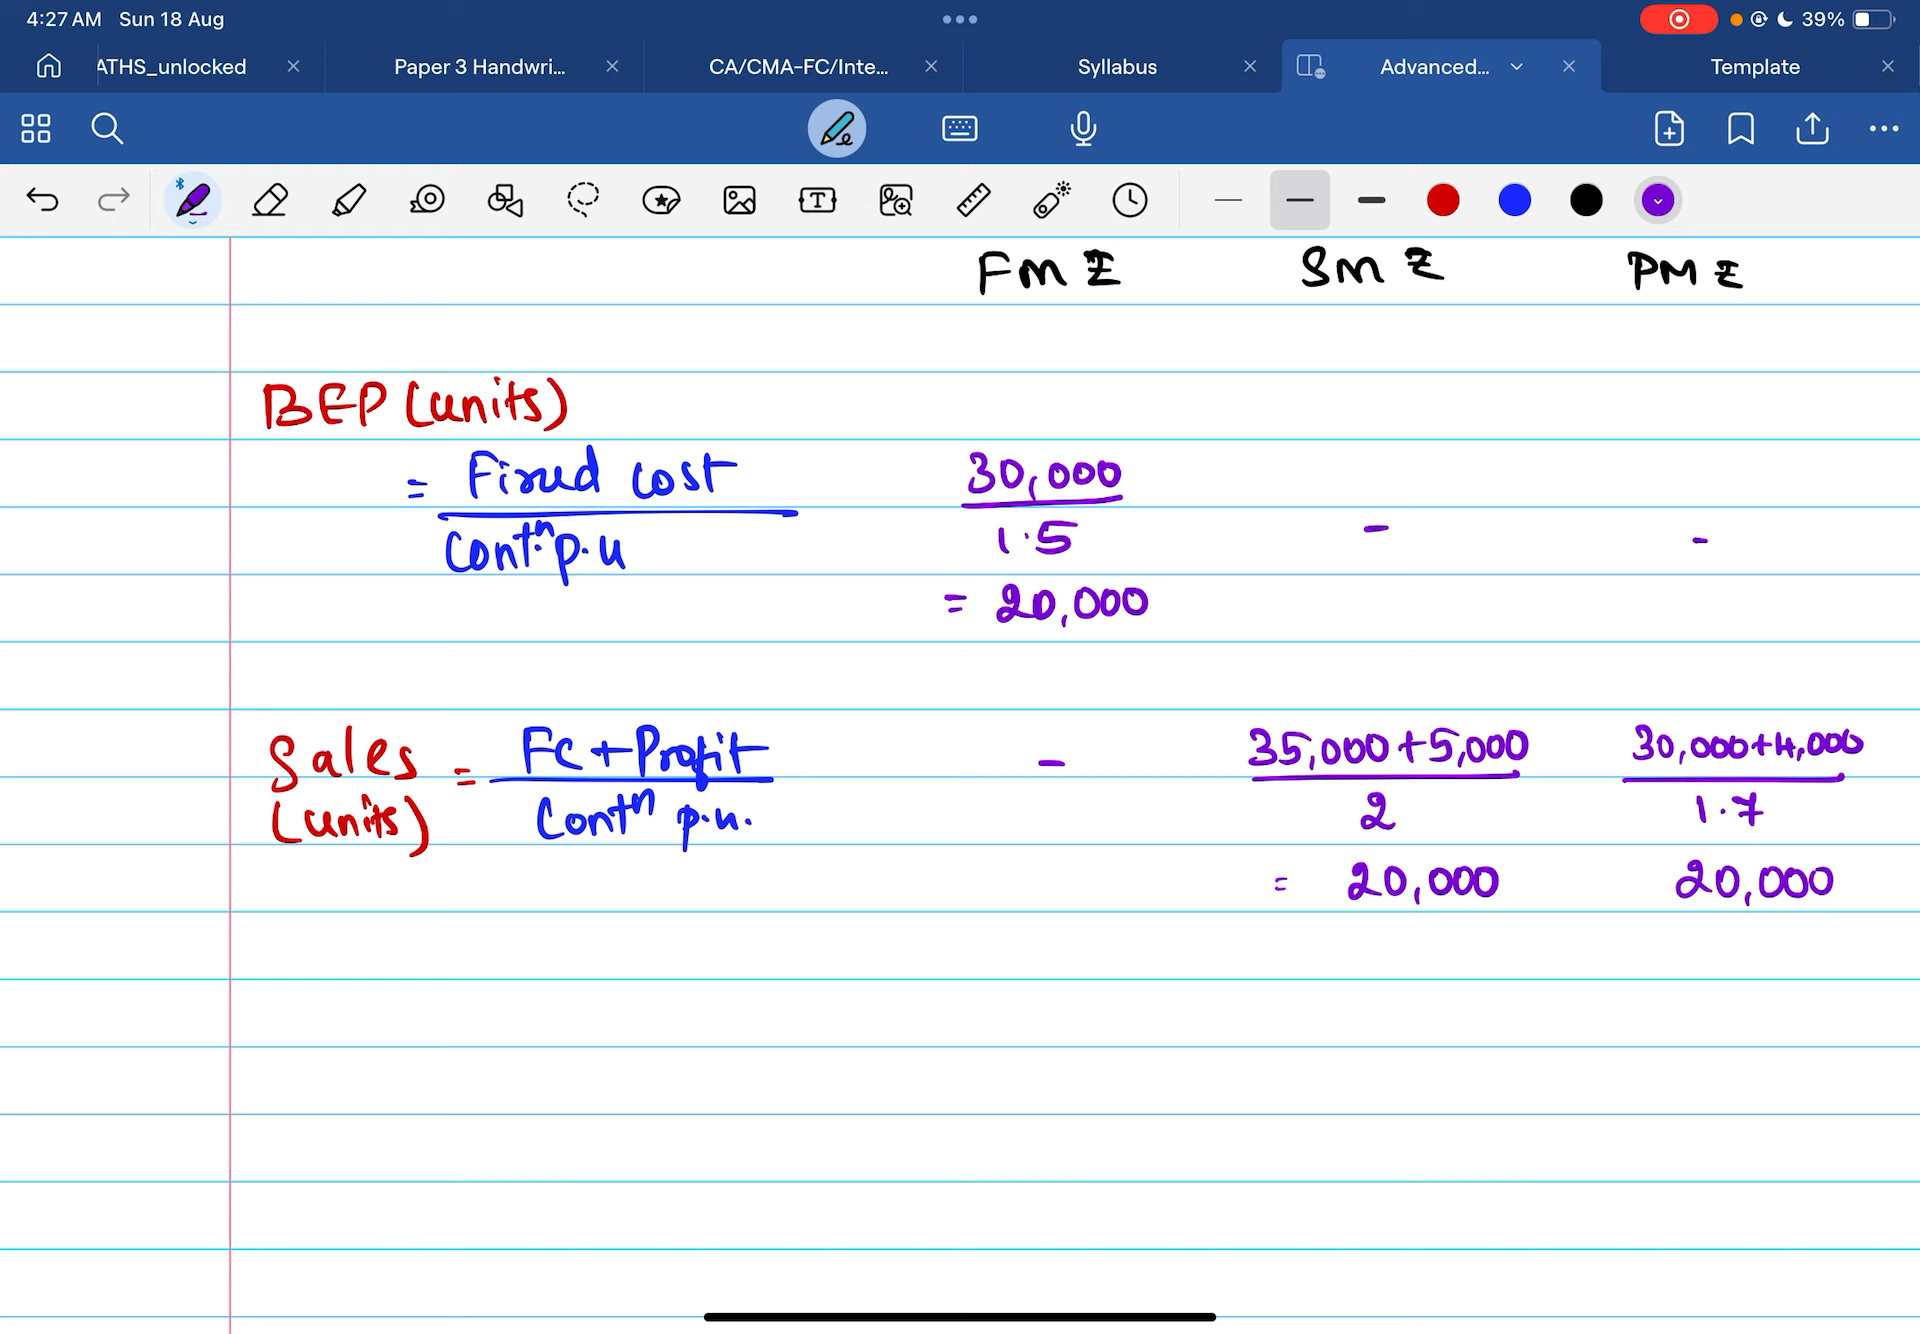 4:27 AM Sun 18 Aug
39%
ATHS_unlocked Paper 3 Handwri... CA/CMA-FC/Inte... Syllabus Advanced... Template
FM Σ SM Σ PM Σ
BEP (units)
= Fixed cost 30,000
Contⁿ. p.u 1.5 - -
= 20,000
Sales = FC + Profit - 35,000 + 5,000 30,000 + 4,000
(units) Contⁿ p.u. 2 1.7
= 20,000 20,000